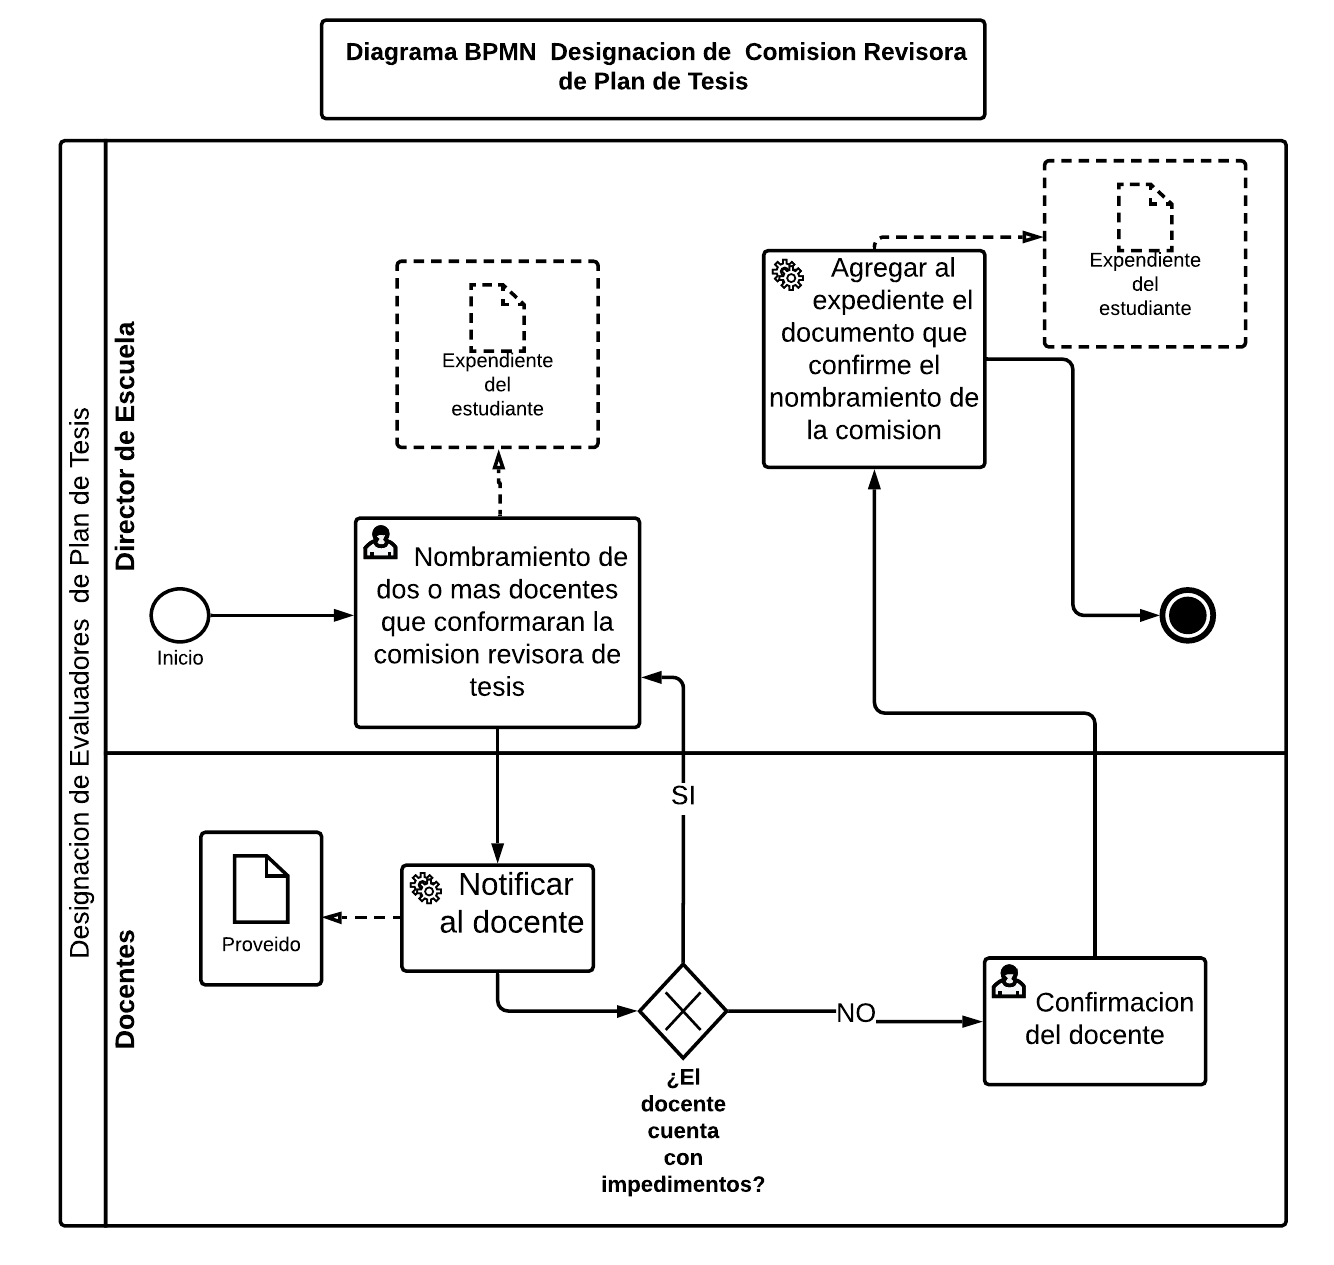 Diagrama BPMN Designacion de Comision Revisora
de Plan de Tesis
Designacion de Evaluadores de Plan de Tesis
Director de Escuela
Inicio
Expendiente
del
estudiante
Nombramiento de
dos o mas docentes
que conformaran la
comision revisora de
tesis
Agregar al
expediente el
documento que
confirme el
nombramiento de
la comision
Expendiente
del
estudiante
Docentes
Proveido
Notificar
al docente
SI
¿El
docente
cuenta
con
impedimentos?
NO
Confirmacion
del docente